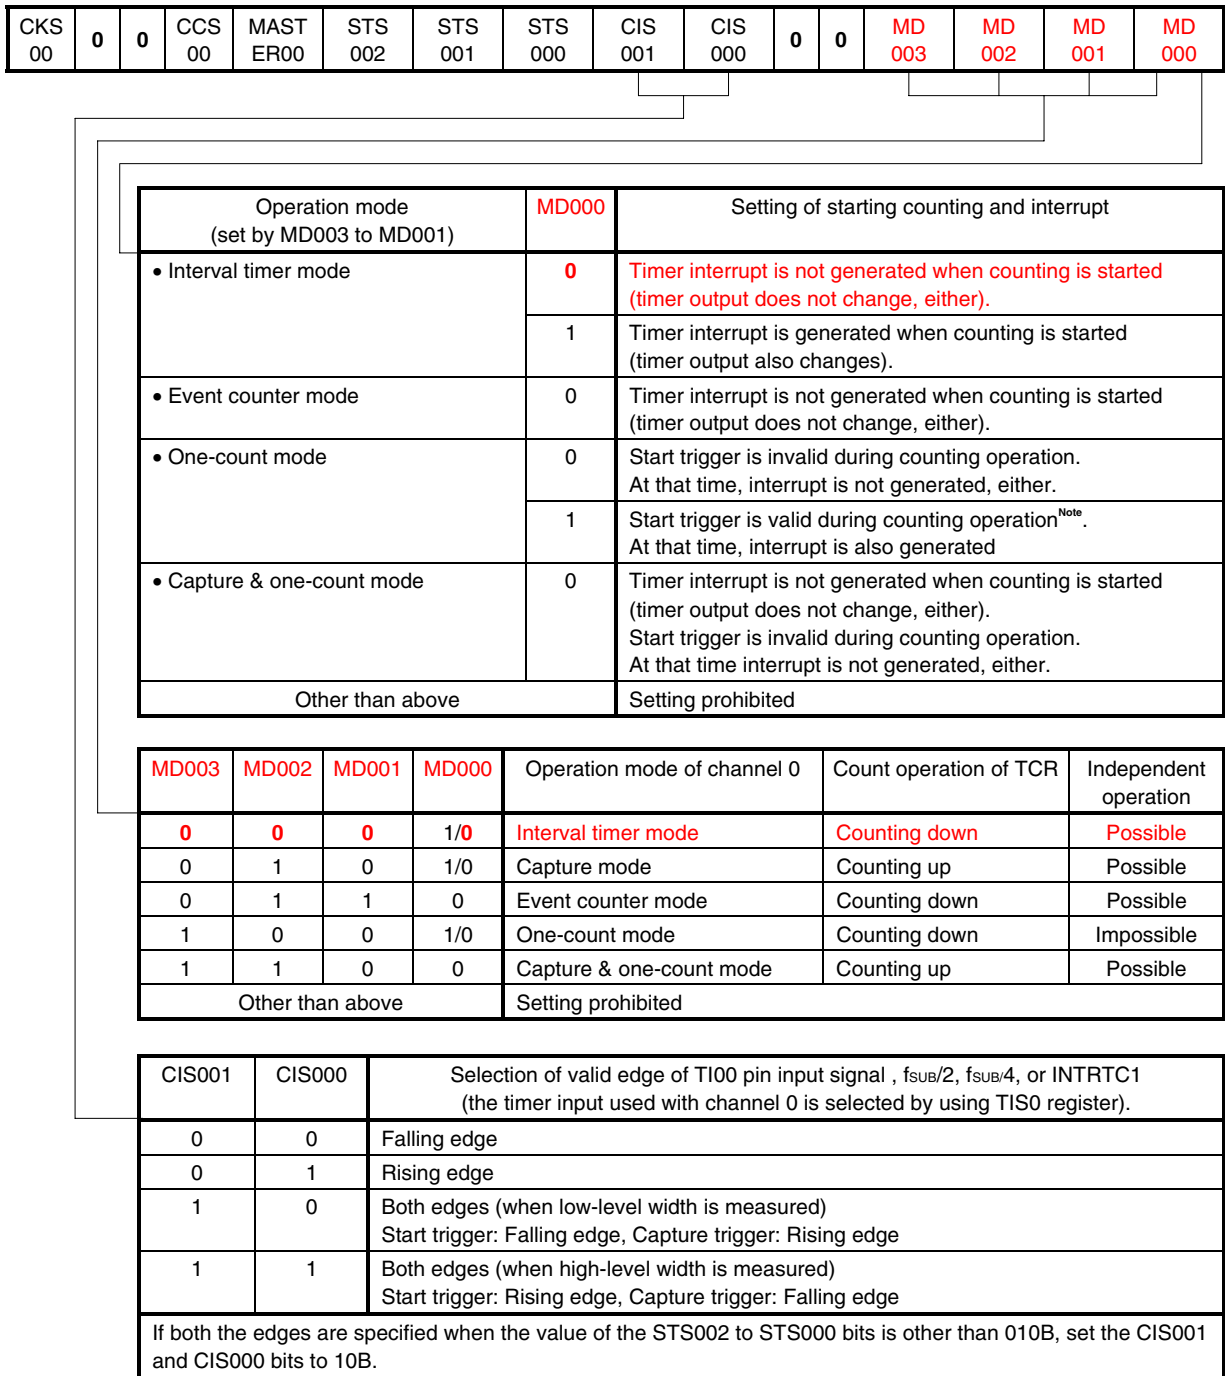 CKS 00 0 0 CCS 00 MAST ER00 STS 002 STS 001 STS 000 CIS 001 CIS 000 0 0 MD 003 MD 002 MD 001 MD 000
Operation mode
(set by MD003 to MD001)
MD000
Setting of starting counting and interrupt
• Interval timer mode
0
Timer interrupt is not generated when counting is started
(timer output does not change, either).
1
Timer interrupt is generated when counting is started
(timer output also changes).
• Event counter mode
0
Timer interrupt is not generated when counting is started
(timer output does not change, either).
• One-count mode
0
Start trigger is invalid during counting operation.
At that time, interrupt is not generated, either.
1
Start trigger is valid during counting operationNote.
At that time, interrupt is also generated
• Capture & one-count mode
0
Timer interrupt is not generated when counting is started
(timer output does not change, either).
Start trigger is invalid during counting operation.
At that time interrupt is not generated, either.
Other than above
Setting prohibited
MD003 MD002 MD001 MD000 Operation mode of channel 0 Count operation of TCR Independent
operation
0 0 0 1/0 Interval timer mode Counting down Possible
0 1 0 1/0 Capture mode Counting up Possible
0 1 1 0 Event counter mode Counting down Possible
1 0 0 1/0 One-count mode Counting down Impossible
1 1 0 0 Capture & one-count mode Counting up Possible
Other than above Setting prohibited
CIS001 CIS000 Selection of valid edge of TI00 pin input signal , fSUB/2, fSUB/4, or INTRTC1
(the timer input used with channel 0 is selected by using TIS0 register).
0 0 Falling edge
0 1 Rising edge
1 0 Both edges (when low-level width is measured)
Start trigger: Falling edge, Capture trigger: Rising edge
1 1 Both edges (when high-level width is measured)
Start trigger: Rising edge, Capture trigger: Falling edge
If both the edges are specified when the value of the STS002 to STS000 bits is other than 010B, set the CIS001
and CIS000 bits to 10B.